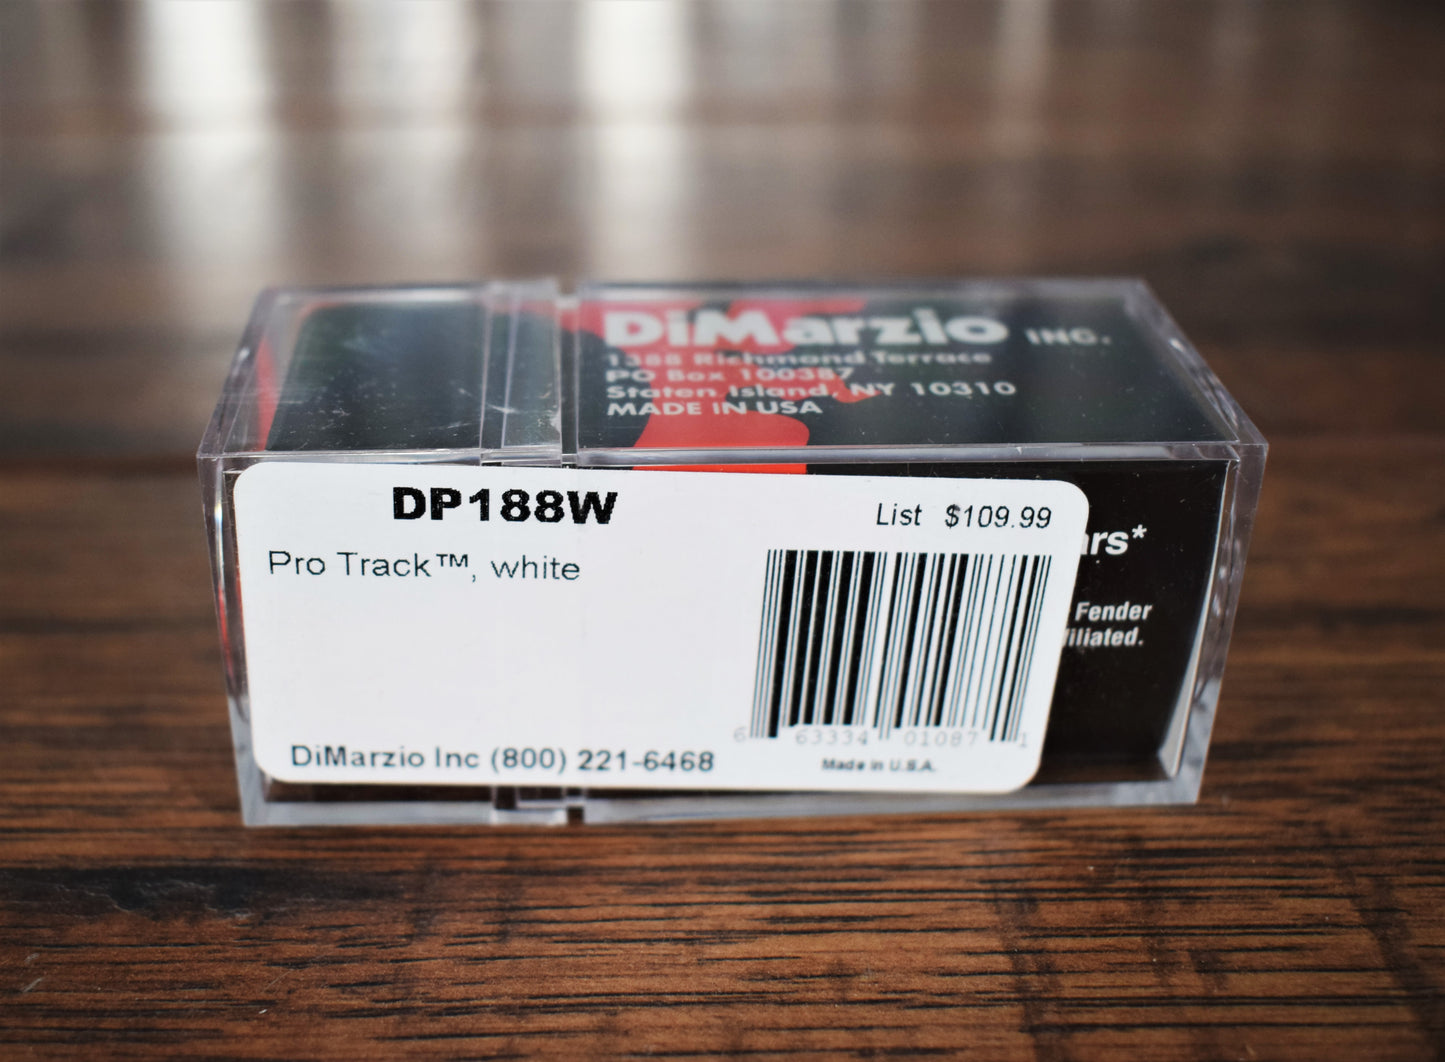 DiMarzio INC.
1388 Richmond Terrace
PO Box 100387
Staten Island, NY 10310
MADE IN USA
DP188W
List $109.99
Pro Track™, white
ars*
Fender
filiated.
6 63334 01087 1
DiMarzio Inc (800) 221-6468
Made in U.S.A.